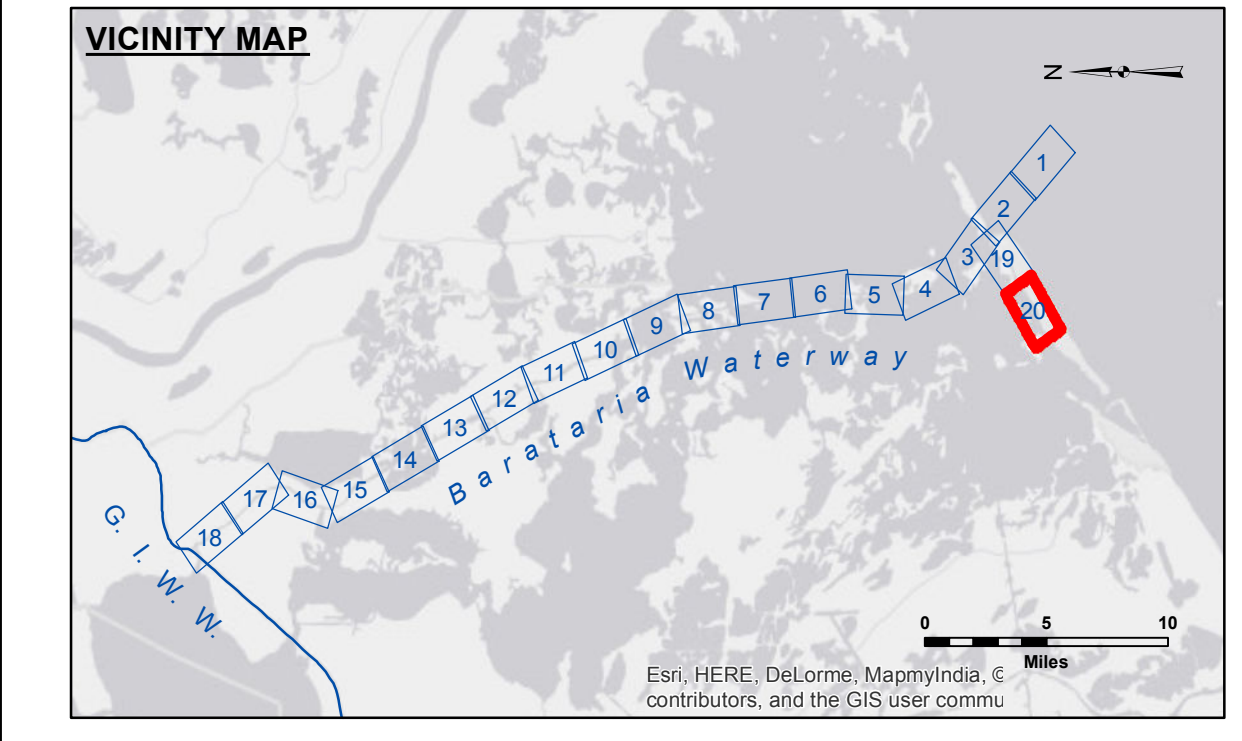 VICINITY MAP
N
1
2
3
19
20
4
5
6
7
8
9
10
11
12
13
14
15
16
17
18
Barataria Waterway
G. I. W. W.
0 5 10
Miles
Esri, HERE, DeLorme, MapmyIndia, ©
contributors, and the GIS user commu